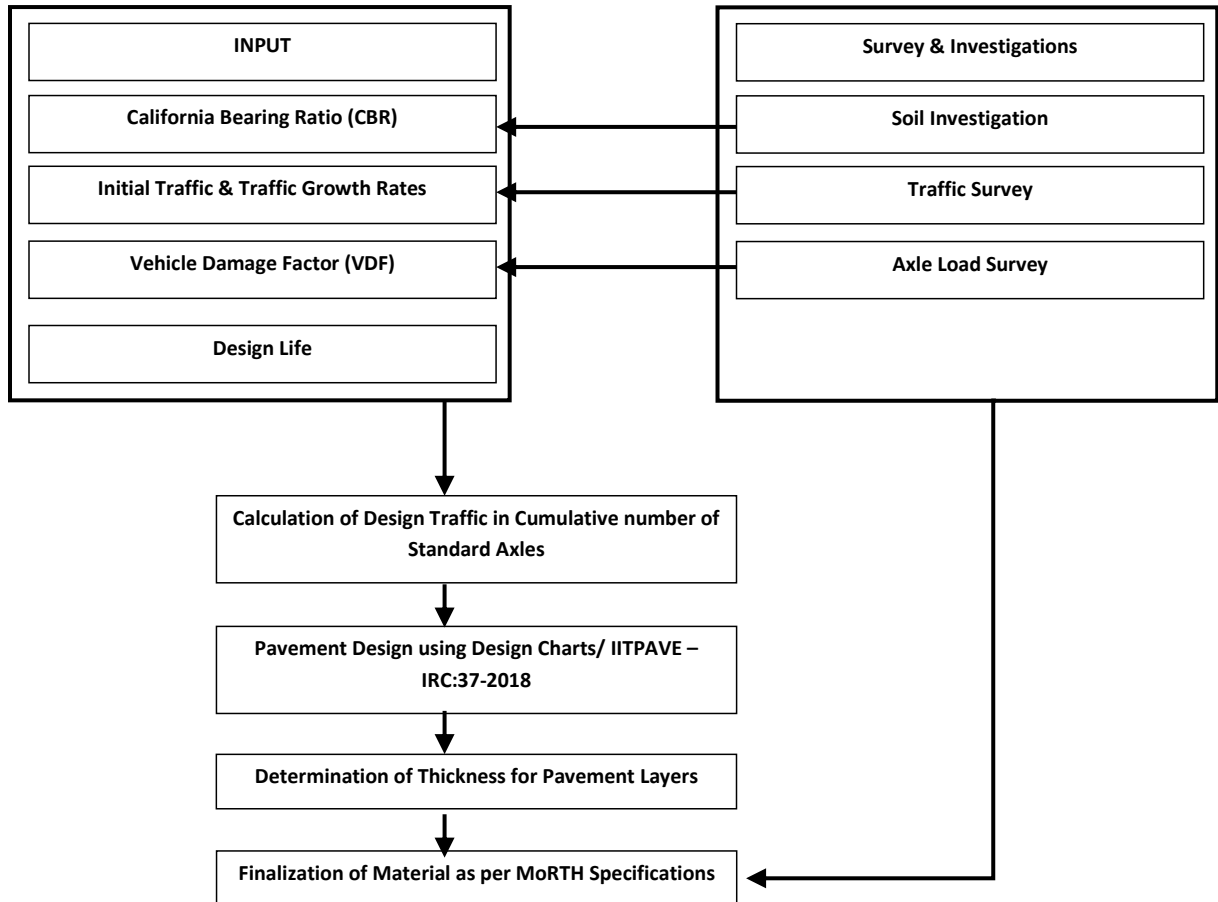 INPUT
California Bearing Ratio (CBR)
Initial Traffic & Traffic Growth Rates
Vehicle Damage Factor (VDF)
Design Life
Survey & Investigations
Soil Investigation
Traffic Survey
Axle Load Survey
Calculation of Design Traffic in Cumulative number of
Standard Axles
Pavement Design using Design Charts/ IITPAVE –
IRC:37-2018
Determination of Thickness for Pavement Layers
Finalization of Material as per MoRTH Specifications